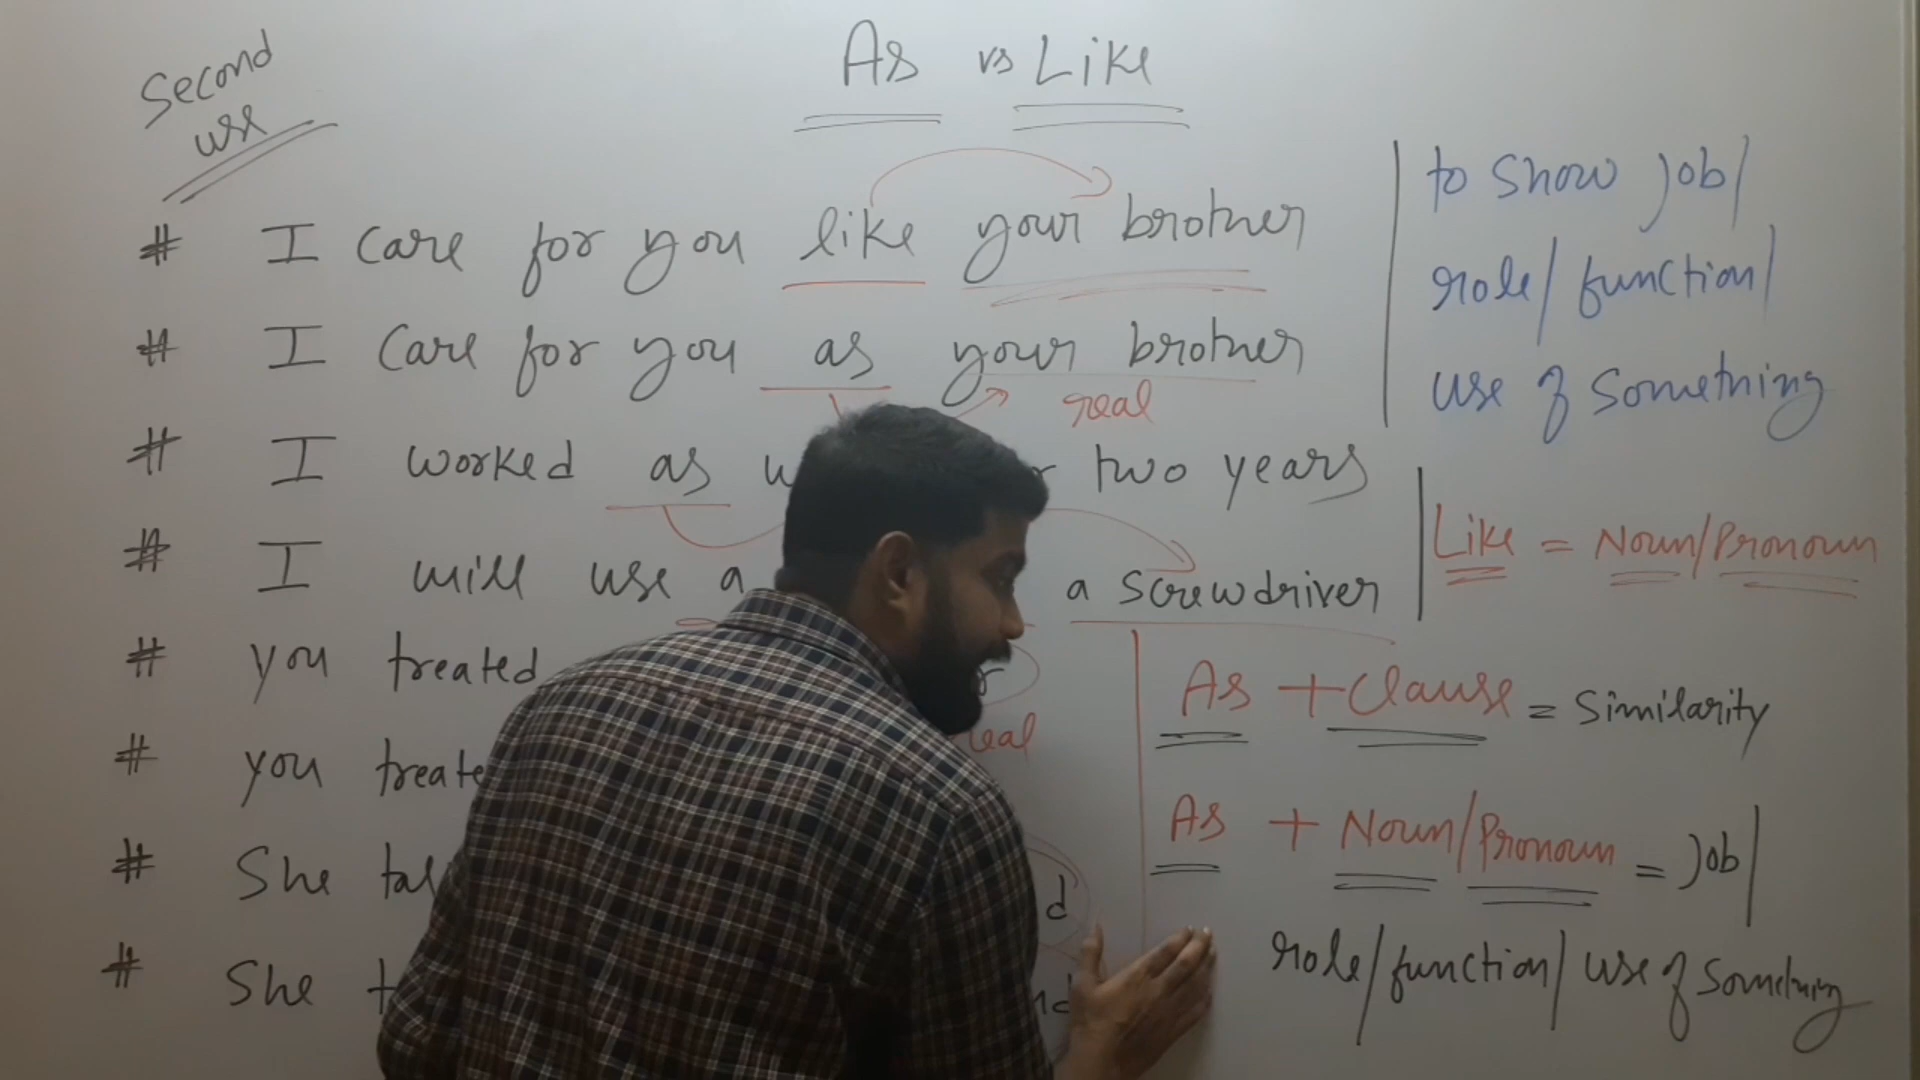 Second
use
As vs Like
# I care for you like your brother
# I care for you as your brother
real
# I worked as two years
# I will use a screwdriver
# you treated
real
# you treate
# She tal d
# She t nd
to show job/
role/function/
use of something
Like = Noun/Pronoun
As + Clause = Similarity
As + Noun/Pronoun = job/
role/function/use of something